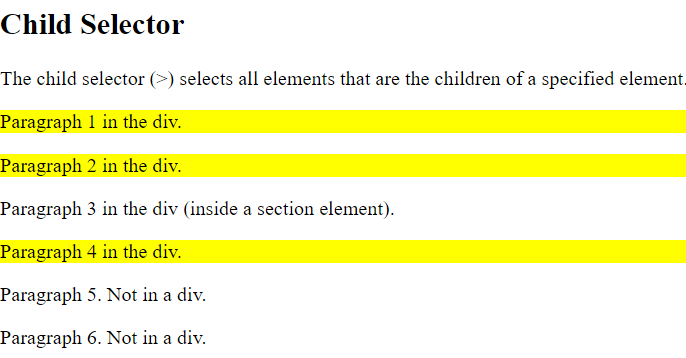 Child Selector
The child selector (>) selects all elements that are the children of a specified element.
Paragraph 1 in the div.
Paragraph 2 in the div.
Paragraph 3 in the div (inside a section element).
Paragraph 4 in the div.
Paragraph 5. Not in a div.
Paragraph 6. Not in a div.